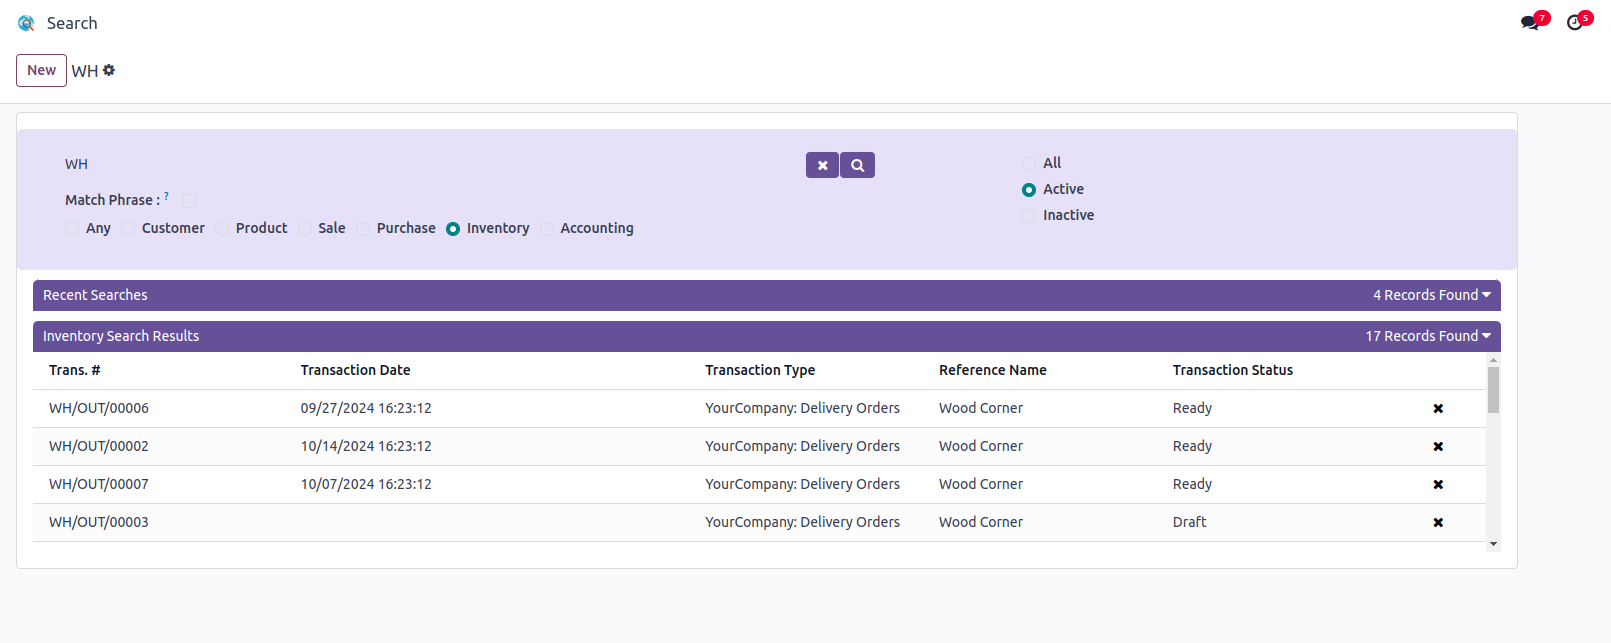 Search
7
5
New WH
WH
All
Active
Inactive
Match Phrase : ?
Any Customer Product Sale Purchase Inventory Accounting
Recent Searches 4 Records Found
Inventory Search Results 17 Records Found
Trans. # Transaction Date Transaction Type Reference Name Transaction Status
WH/OUT/00006 09/27/2024 16:23:12 YourCompany: Delivery Orders Wood Corner Ready
WH/OUT/00002 10/14/2024 16:23:12 YourCompany: Delivery Orders Wood Corner Ready
WH/OUT/00007 10/07/2024 16:23:12 YourCompany: Delivery Orders Wood Corner Ready
WH/OUT/00003 YourCompany: Delivery Orders Wood Corner Draft